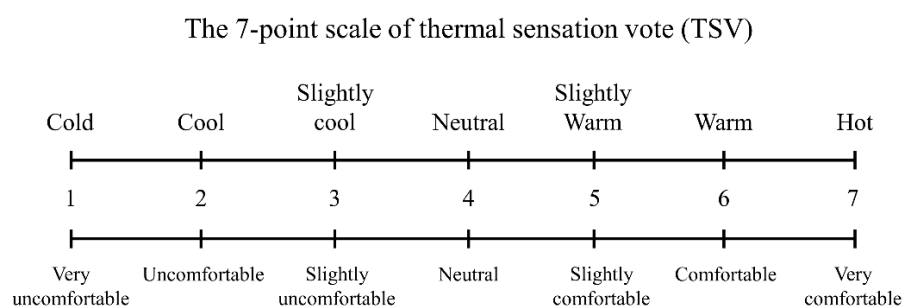 The 7-point scale of thermal sensation vote (TSV)
Cold Cool Slightly cool Neutral Slightly Warm Warm Hot
1 2 3 4 5 6 7
Very uncomfortable Uncomfortable Slightly uncomfortable Neutral Slightly comfortable Comfortable Very comfortable